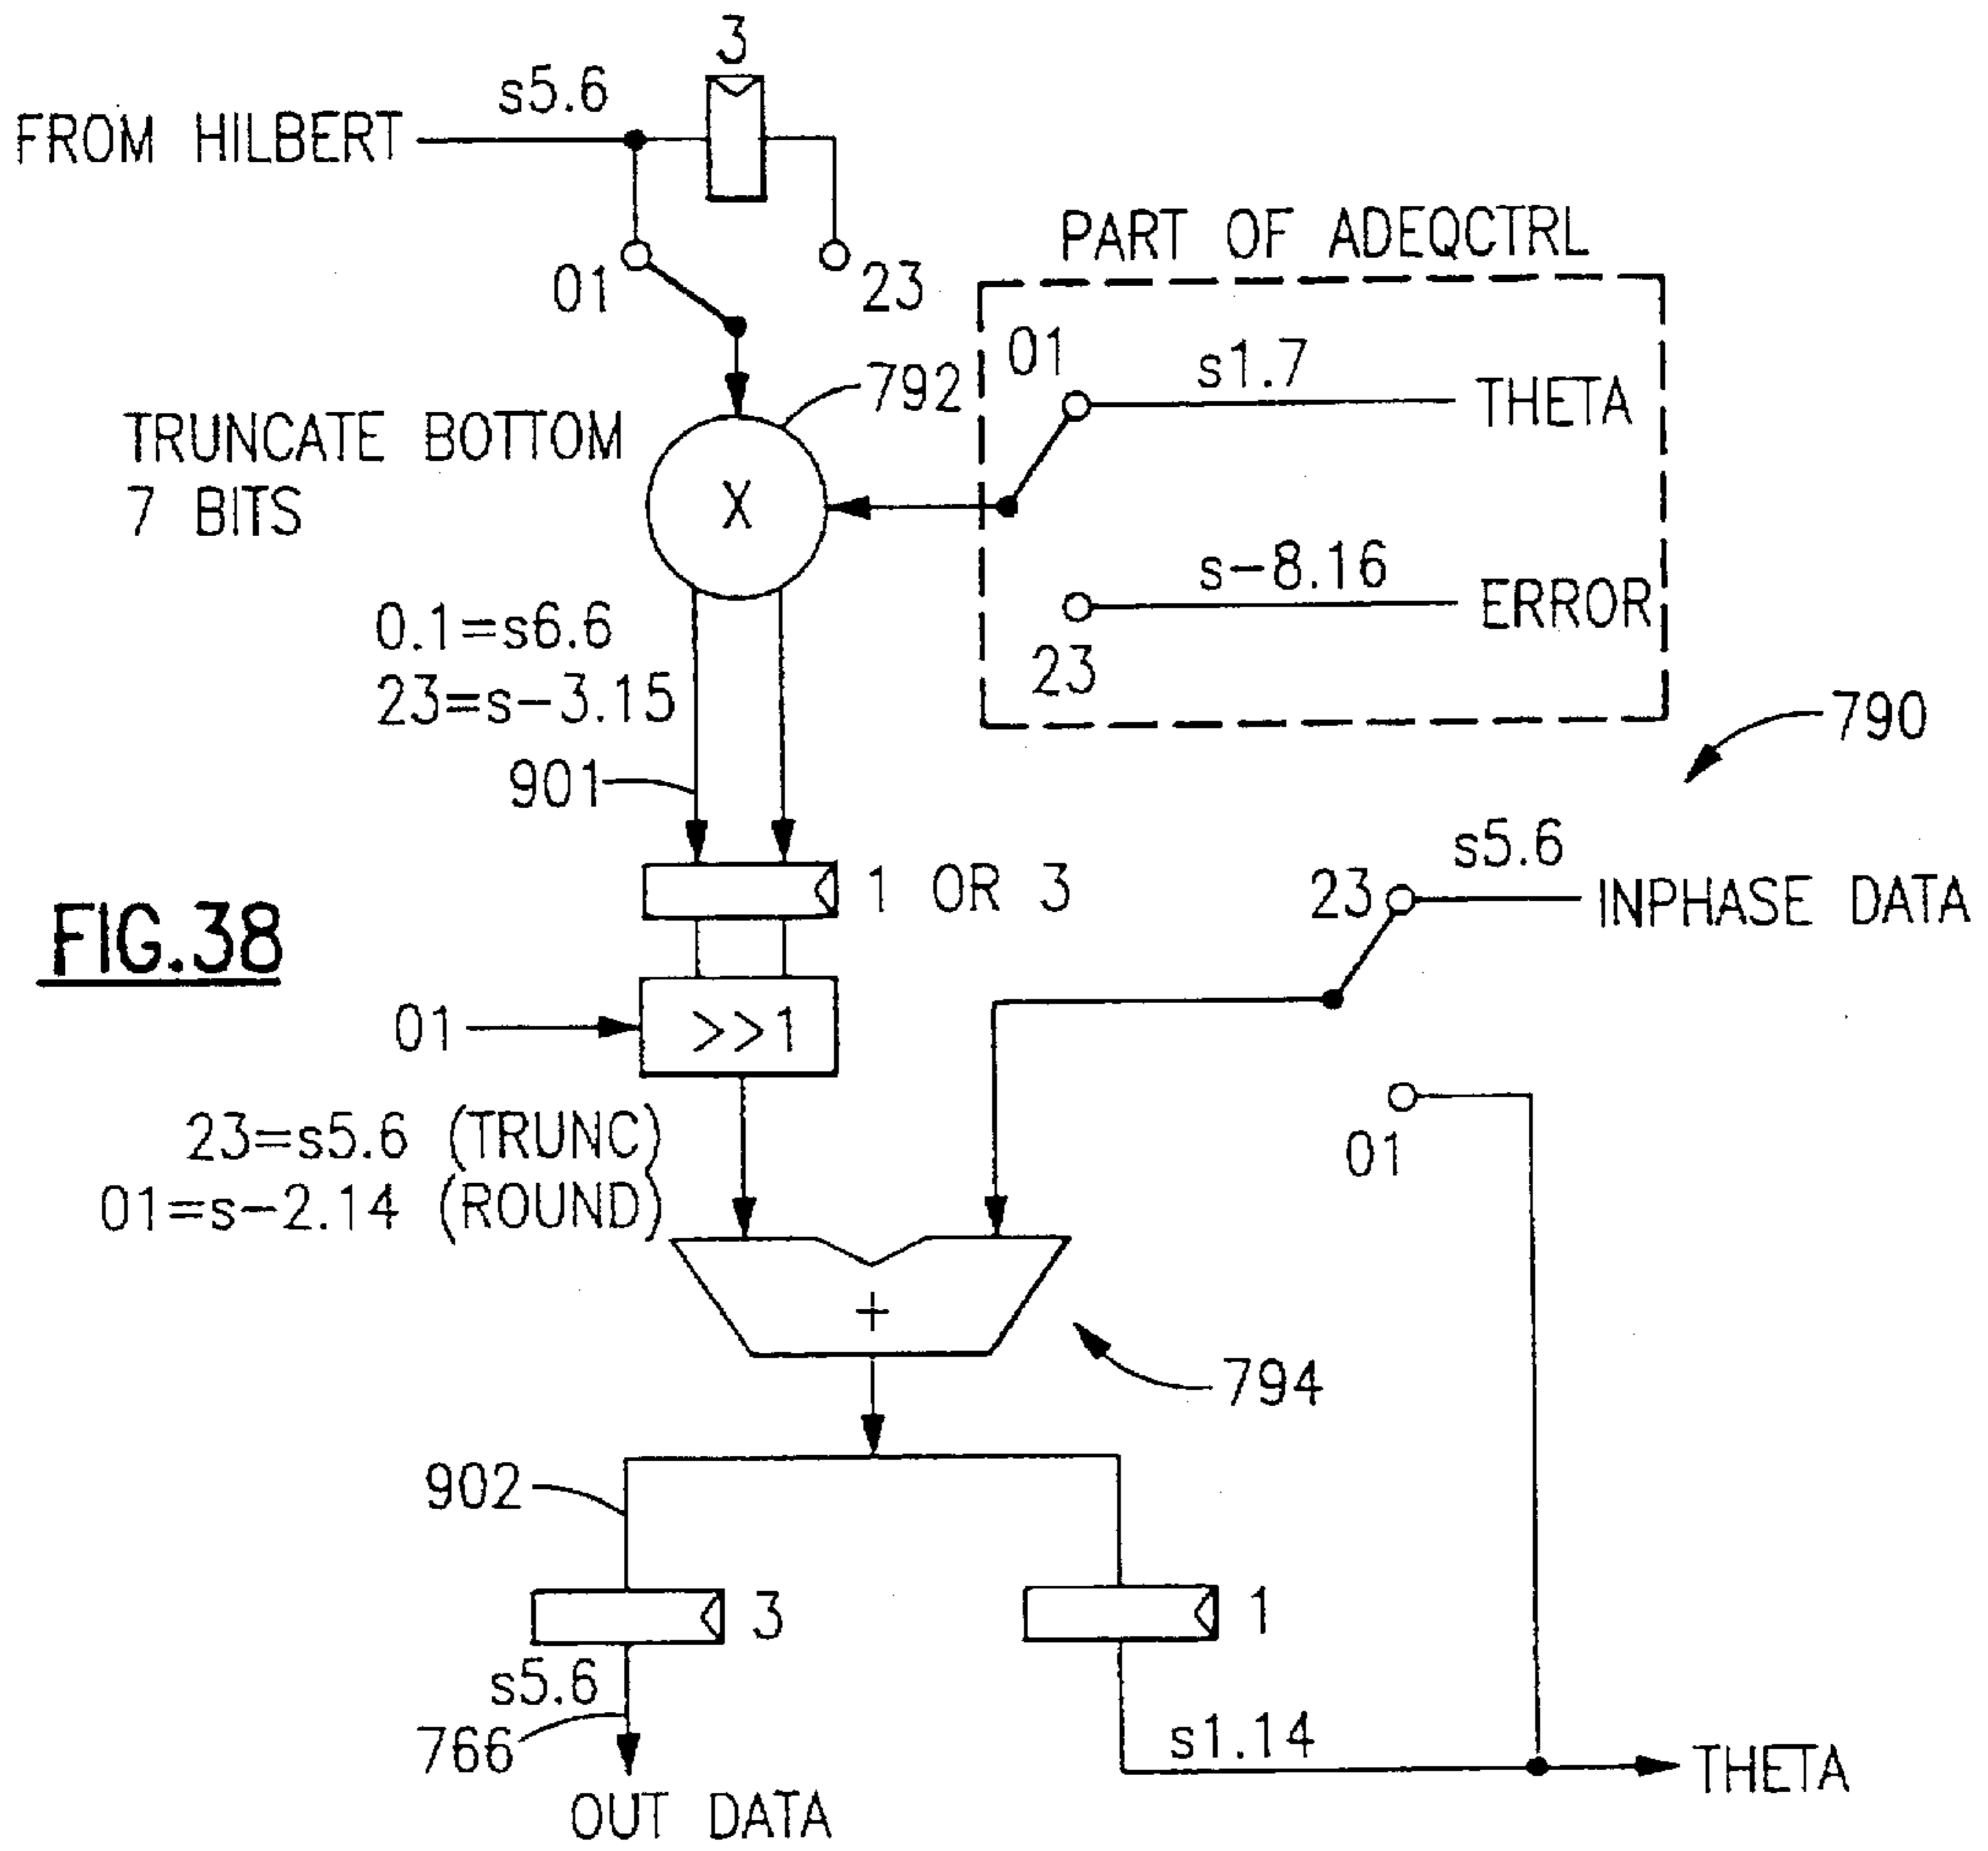 3
s5.6
FROM HILBERT
01
23
PART OF ADEQCTRL
01
s1.7
THETA
792
TRUNCATE BOTTOM
7 BITS
X
s-8.16
ERROR
23
0.1=s6.6
23=s-3.15
790
901
s5.6
1 OR 3
23
INPHASE DATA
FIG.38
01
>>1
23=s5.6 (TRUNC)
01=s-2.14 (ROUND)
01
+
794
902
3
1
s5.6
766
s1.14
THETA
OUT DATA